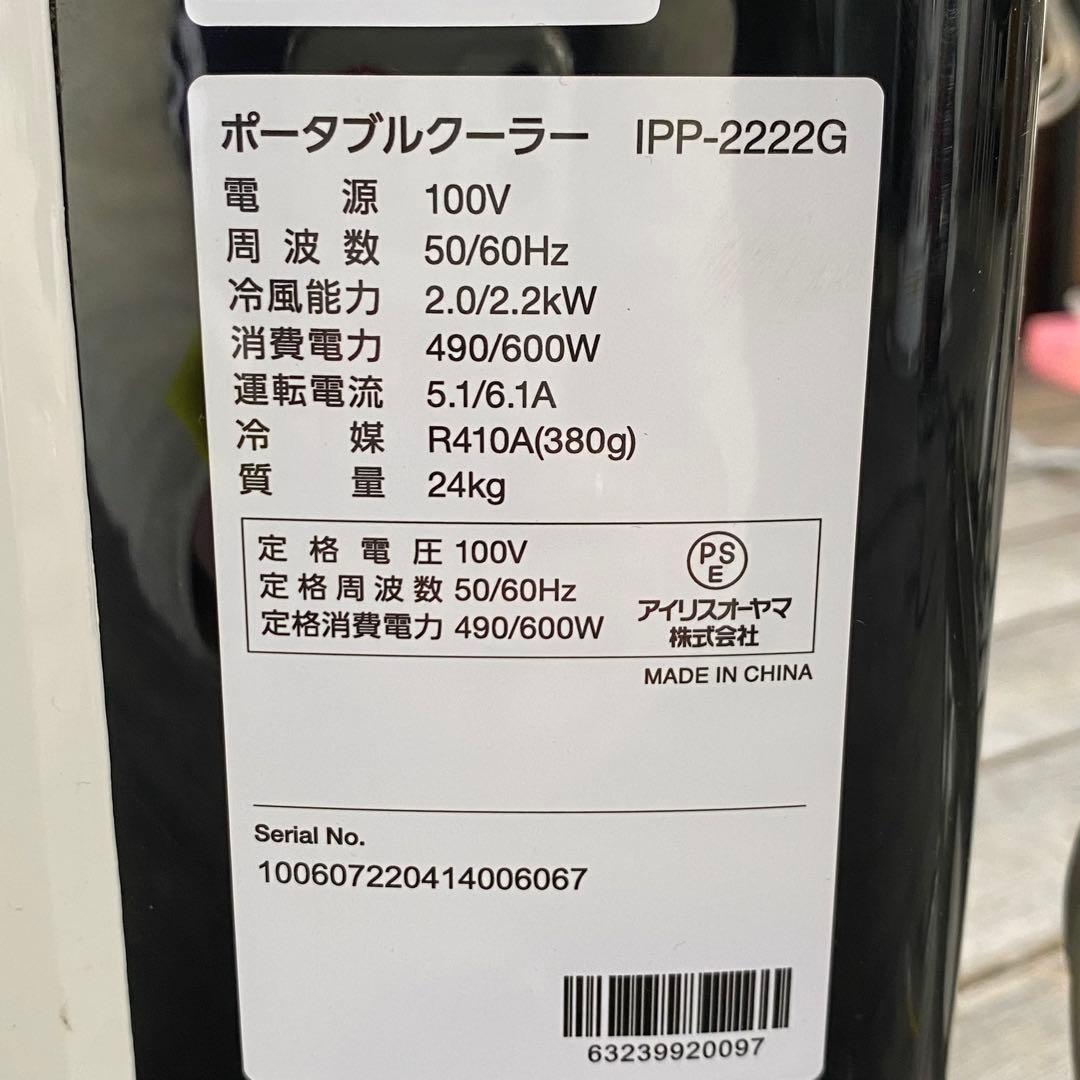 ポータブルクーラー IPP-2222G
電源 100V
周波数 50/60Hz
冷風能力 2.0/2.2kW
消費電力 490/600W
運転電流 5.1/6.1A
冷媒 R410A(380g)
質量 24kg
定格電圧 100V
定格周波数 50/60Hz
定格消費電力 490/600W
PSE
アイリスオーヤマ
株式会社
MADE IN CHINA
Serial No.
100607220414006067
63239920097